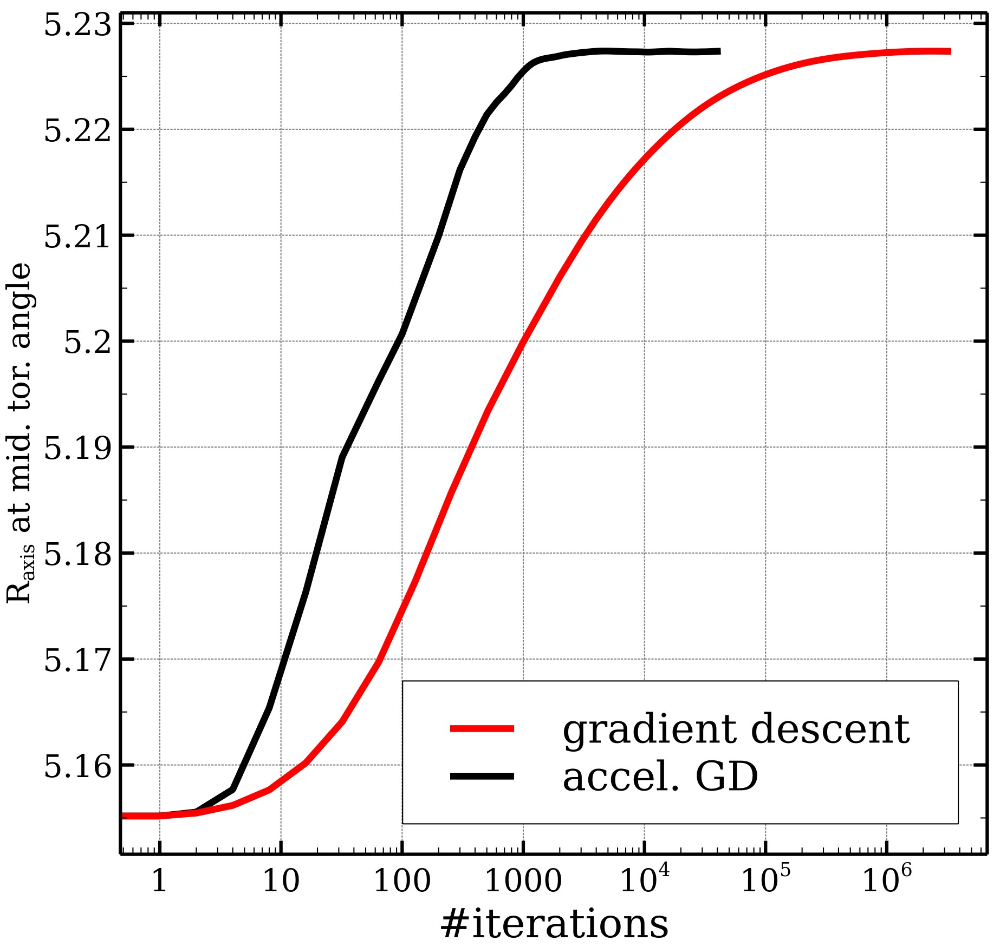 5.23
5.22
5.21
5.2
5.19
5.18
5.17
5.16
R_axis at mid. tor. angle
gradient descent
accel. GD
1 10 100 1000 10⁴ 10⁵ 10⁶
#iterations